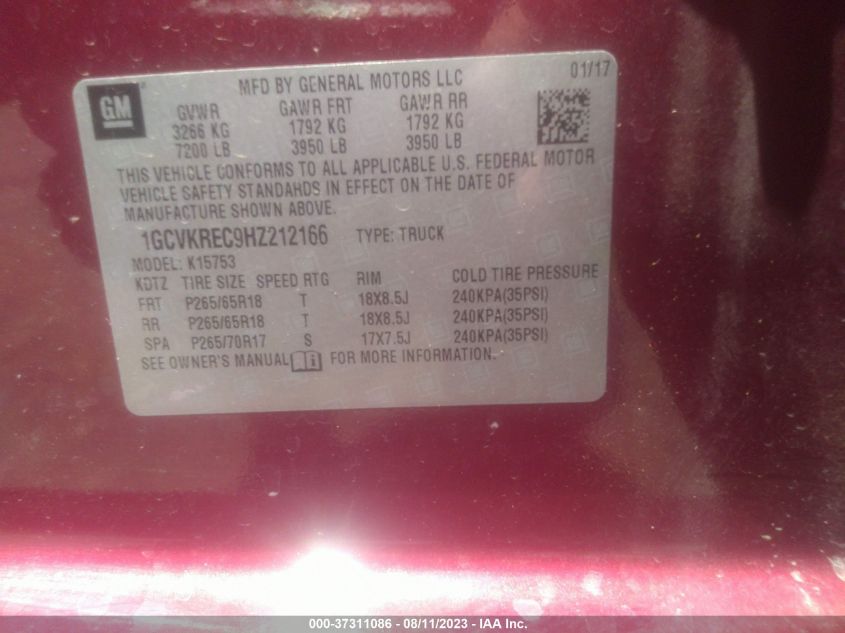 GM
MFD BY GENERAL MOTORS LLC
01/17
GVWR GAWR FRT GAWR RR
3266 KG 1792 KG 1792 KG
7200 LB 3950 LB 3950 LB
THIS VEHICLE CONFORMS TO ALL APPLICABLE U.S. FEDERAL MOTOR
VEHICLE SAFETY STANDARDS IN EFFECT ON THE DATE OF
MANUFACTURE SHOWN ABOVE.
1GCVKREC9HZ212166 TYPE: TRUCK
MODEL: K15753
KDTZ TIRE SIZE SPEED RTG RIM COLD TIRE PRESSURE
FRT P265/65R18 T 18X8.5J 240KPA(35PSI)
RR P265/65R18 T 18X8.5J 240KPA(35PSI)
SPA P265/70R17 S 17X7.5J 240KPA(35PSI)
SEE OWNER'S MANUAL FOR MORE INFORMATION.
000-37311086 - 08/11/2023 - IAA Inc.